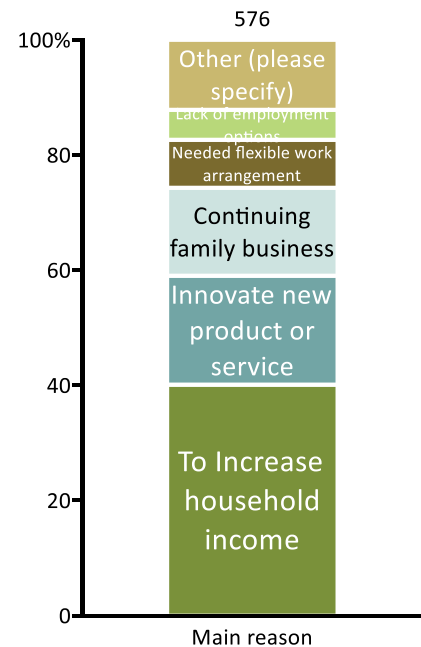 576
100%
Other (please
specify)
Lack of employment
options
80
Needed flexible work
arrangement
Continuing
family business
60
Innovate new
product or
service
40
To Increase
household
income
20
0
Main reason